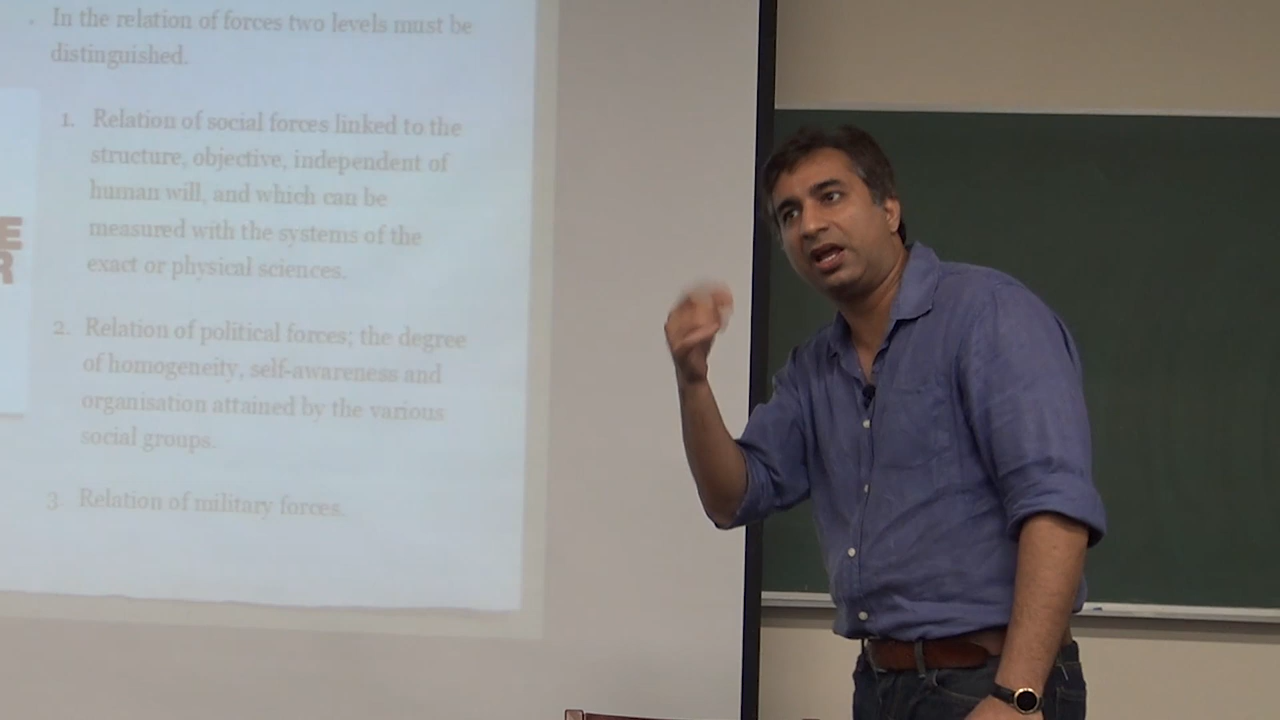 In the relation of forces two levels must be
distinguished.
1. Relation of social forces linked to the
structure, objective, independent of
human will, and which can be
measured with the systems of the
exact or physical sciences.
2. Relation of political forces; the degree
of homogeneity, self-awareness and
organisation attained by the various
social groups.
3. Relation of military forces.
E
R